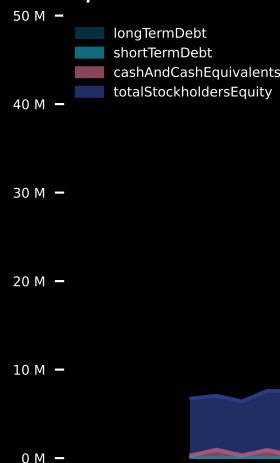 50 M
longTermDebt
shortTermDebt
cashAndCashEquivalents
totalStockholdersEquity
40 M
30 M
20 M
10 M
0 M